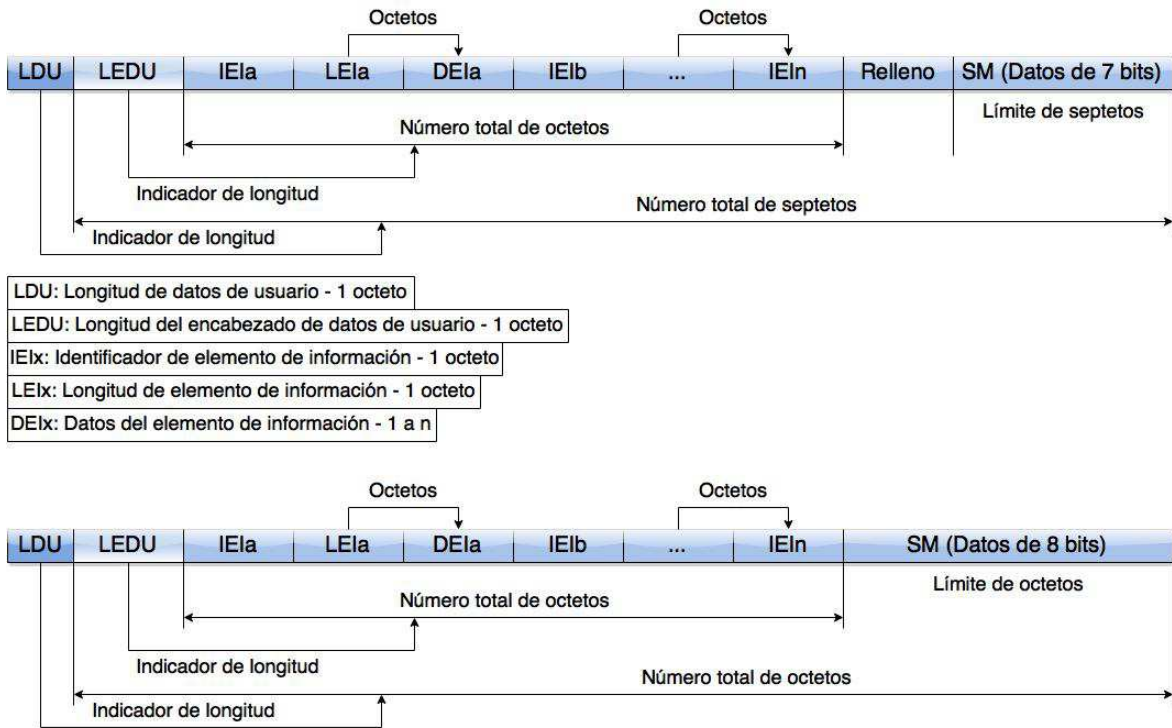 Octetos Octetos
LDU LEDU IEIa LEIa DEIa IEIb ... IEIn Relleno SM (Datos de 7 bits)
Límite de septetos
Número total de octetos
Indicador de longitud
Número total de septetos
Indicador de longitud
LDU: Longitud de datos de usuario - 1 octeto
LEDU: Longitud del encabezado de datos de usuario - 1 octeto
IEIx: Identificador de elemento de información - 1 octeto
LEIx: Longitud de elemento de información - 1 octeto
DEIx: Datos del elemento de información - 1 a n
Octetos Octetos
LDU LEDU IEIa LEIa DEIa IEIb ... IEIn SM (Datos de 8 bits)
Límite de octetos
Número total de octetos
Indicador de longitud
Número total de octetos
Indicador de longitud